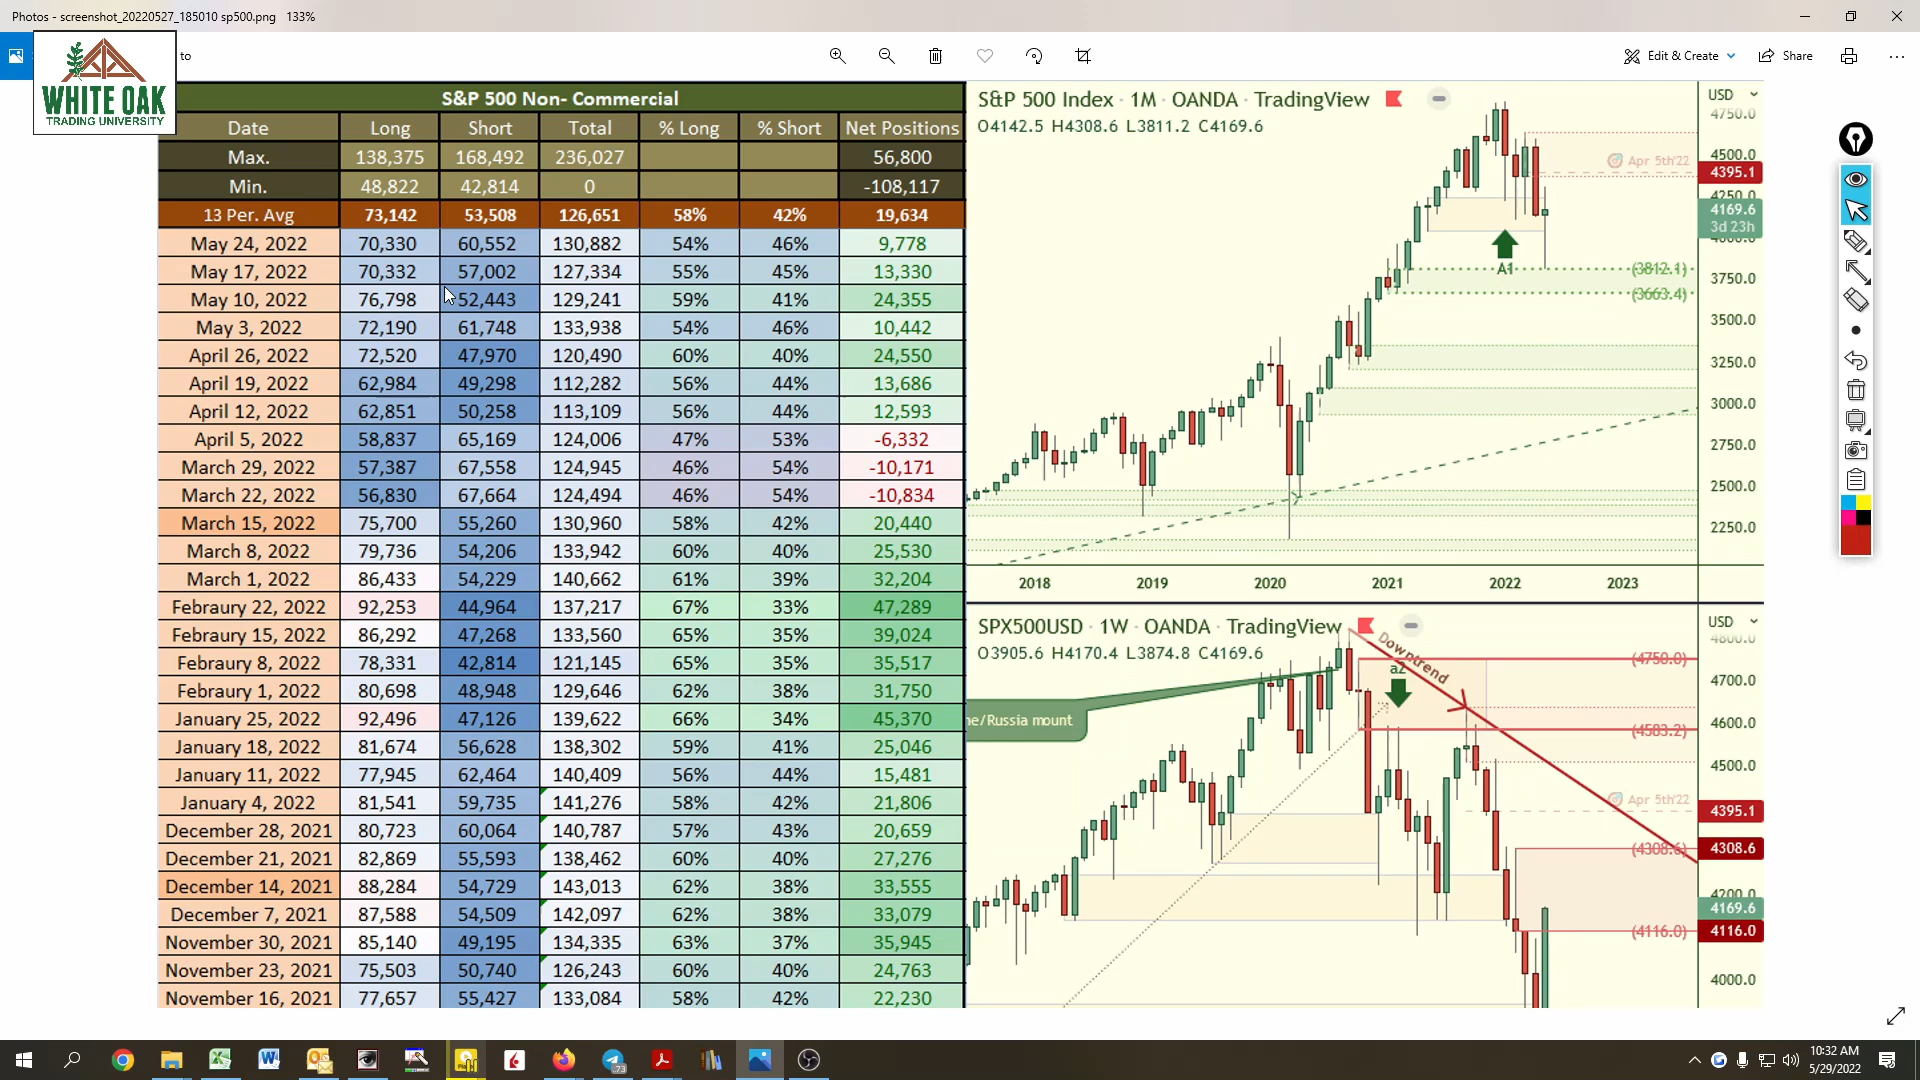 Photos - screenshot_20220527_185010 sp500.png 133%
to
Edit & Create
Share
WHITE OAK
TRADING UNIVERSITY
S&P 500 Non- Commercial
Date Long Short Total % Long % Short Net Positions
Max. 138,375 168,492 236,027 56,800
Min. 48,822 42,814 0 -108,117
13 Per. Avg 73,142 53,508 126,651 58% 42% 19,634
May 24, 2022 70,330 60,552 130,882 54% 46% 9,778
May 17, 2022 70,332 57,002 127,334 55% 45% 13,330
May 10, 2022 76,798 52,443 129,241 59% 41% 24,355
May 3, 2022 72,190 61,748 133,938 54% 46% 10,442
April 26, 2022 72,520 47,970 120,490 60% 40% 24,550
April 19, 2022 62,984 49,298 112,282 56% 44% 13,686
April 12, 2022 62,851 50,258 113,109 56% 44% 12,593
April 5, 2022 58,837 65,169 124,006 47% 53% -6,332
March 29, 2022 57,387 67,558 124,945 46% 54% -10,171
March 22, 2022 56,830 67,664 124,494 46% 54% -10,834
March 15, 2022 75,700 55,260 130,960 58% 42% 20,440
March 8, 2022 79,736 54,206 133,942 60% 40% 25,530
March 1, 2022 86,433 54,229 140,662 61% 39% 32,204
Febraury 22, 2022 92,253 44,964 137,217 67% 33% 47,289
Febraury 15, 2022 86,292 47,268 133,560 65% 35% 39,024
Febraury 8, 2022 78,331 42,814 121,145 65% 35% 35,517
Febraury 1, 2022 80,698 48,948 129,646 62% 38% 31,750
January 25, 2022 92,496 47,126 139,622 66% 34% 45,370
January 18, 2022 81,674 56,628 138,302 59% 41% 25,046
January 11, 2022 77,945 62,464 140,409 56% 44% 15,481
January 4, 2022 81,541 59,735 141,276 58% 42% 21,806
December 28, 2021 80,723 60,064 140,787 57% 43% 20,659
December 21, 2021 82,869 55,593 138,462 60% 40% 27,276
December 14, 2021 88,284 54,729 143,013 62% 38% 33,555
December 7, 2021 87,588 54,509 142,097 62% 38% 33,079
November 30, 2021 85,140 49,195 134,335 63% 37% 35,945
November 23, 2021 75,503 50,740 126,243 60% 40% 24,763
November 16, 2021 77,657 55,427 133,084 58% 42% 22,230
S&P 500 Index · 1M · OANDA · TradingView
O4142.5 H4308.6 L3811.2 C4169.6
USD
4750.0
4500.0
Apr 5th'22
4395.1
4250.0
4169.6
3d 23h
4000.0
A1
(3812.1)
3750.0
(3663.4)
3500.0
3250.0
3000.0
2750.0
2500.0
2250.0
2018 2019 2020 2021 2022 2023
SPX500USD · 1W · OANDA · TradingView
O3905.6 H4170.4 L3874.8 C4169.6
USD
4800.0
Downtrend
a2
(4750.0)
4700.0
ne/Russia mount
4600.0
(4583.2)
4500.0
Apr 5th'22
4395.1
(4308.6)
4308.6
4200.0
4169.6
(4116.0)
4116.0
4000.0
73
10:32 AM
5/29/2022